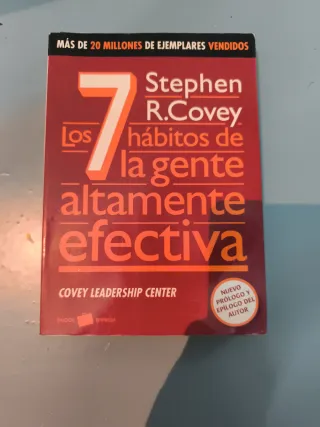 MÁS DE 20 MILLONES DE EJEMPLARES VENDIDOS
Stephen
R.Covey
Los 7 hábitos de
la gente
altamente
efectiva
COVEY LEADERSHIP CENTER
NUEVO
PRÓLOGO Y
EPÍLOGO DEL
AUTOR